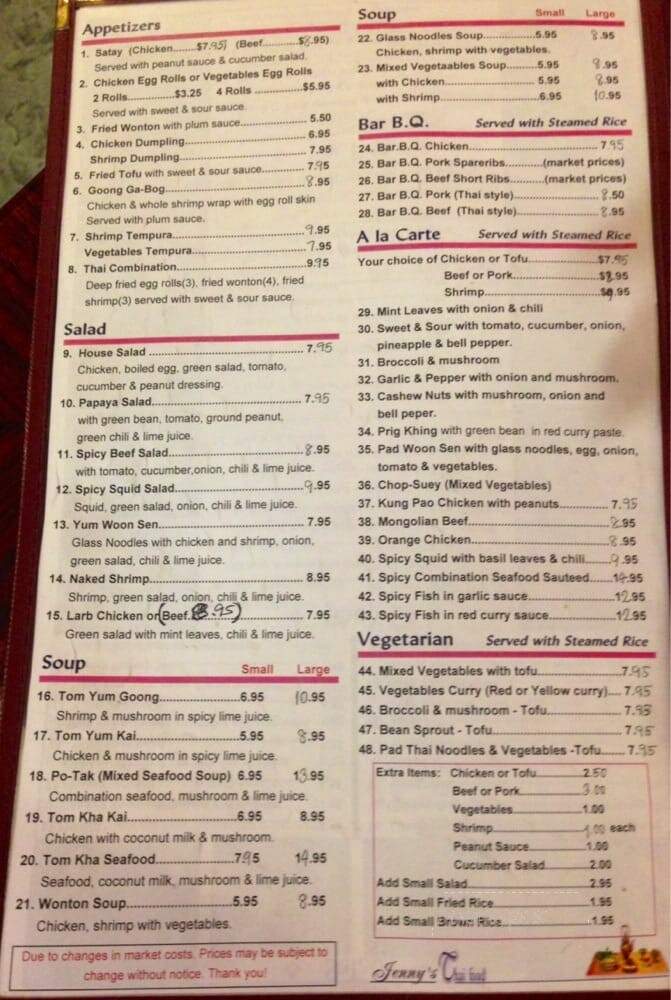 Appetizers
1. Satay (Chicken........$7.95) (Beef..........$8.95)
Served with peanut sauce & cucumber salad.
2. Chicken Egg Rolls or Vegetables Egg Rolls
2 Rolls..............$3.25 4 Rolls ..............$5.95
Served with sweet & sour sauce.
3. Fried Wonton with plum sauce......................... 5.50
4. Chicken Dumpling........................................ 6.95
Shrimp Dumpling........................................ 7.95
5. Fried Tofu with sweet & sour sauce............... 7.95
6. Goong Ga-Bog........................................8.95
Chicken & whole shrimp wrap with egg roll skin
Served with plum sauce.
7. Shrimp Tempura........................................9.95
Vegetables Tempura....................................7.95
8. Thai Combination......................................9.95
Deep fried egg rolls(3), fried wonton(4), fried
shrimp(3) served with sweet & sour sauce.
Salad
9. House Salad ........................................ 7.95
Chicken, boiled egg, green salad, tomato,
cucumber & peanut dressing.
10. Papaya Salad........................................ 7.95
with green bean, tomato, ground peanut,
green chili & lime juice.
11. Spicy Beef Salad....................................8.95
with tomato, cucumber,onion, chili & lime juice.
12. Spicy Squid Salad...................................9.95
Squid, green salad, onion, chili & lime juice.
13. Yum Woon Sen........................................ 7.95
Glass Noodles with chicken and shrimp, onion,
green salad, chili & lime juice.
14. Naked Shrimp........................................ 8.95
Shrimp, green salad, onion, chili & lime juice.
15. Larb Chicken or (Beef 8.95)..................... 7.95
Green salad with mint leaves, chili & lime juice.
Soup Small Large
16. Tom Yum Goong.........................6.95 10.95
Shrimp & mushroom in spicy lime juice.
17. Tom Yum Kai............................5.95 8.95
Chicken & mushroom in spicy lime juice.
18. Po-Tak (Mixed Seafood Soup) 6.95 13.95
Combination seafood, mushroom & lime juice.
19. Tom Kha Kai............................6.95 8.95
Chicken with coconut milk & mushroom.
20. Tom Kha Seafood......................7.95 14.95
Seafood, coconut milk, mushroom & lime juice.
21. Wonton Soup...........................5.95 8.95
Chicken, shrimp with vegetables.
Due to changes in market costs. Prices may be subject to
change without notice. Thank you!
Soup Small Large
22. Glass Noodles Soup...............5.95 8.95
Chicken, shrimp with vegetables.
23. Mixed Vegetaables Soup.........5.95 8.95
with Chicken........................ 5.95 8.95
with Shrimp..........................6.95 10.95
Bar B.Q. Served with Steamed Rice
24. Bar.B.Q. Chicken................................ 7.95
25. Bar B.Q. Pork Spareribs..........(market prices)
26. Bar B.Q. Beef Short Ribs.........(market prices)
27. Bar B.Q. Pork (Thai style)......................8.50
28. Bar B.Q. Beef (Thai style)......................8.95
A la Carte Served with Steamed Rice
Your choice of Chicken or Tofu....................$7.95
Beef or Pork......................$8.95
Shrimp..............................$9.95
29. Mint Leaves with onion & chili
30. Sweet & Sour with tomato, cucumber, onion,
pineapple & bell pepper.
31. Broccoli & mushroom
32. Garlic & Pepper with onion and mushroom.
33. Cashew Nuts with mushroom, onion and
bell peper.
34. Prig Khing with green bean in red curry paste.
35. Pad Woon Sen with glass noodles, egg, onion,
tomato & vegetables.
36. Chop-Suey (Mixed Vegetables)
37. Kung Pao Chicken with peanuts............ 7.95
38. Mongolian Beef...................................8.95
39. Orange Chicken...................................8.95
40. Spicy Squid with basil leaves & chili......9.95
41. Spicy Combination Seafood Sauteed......14.95
42. Spicy Fish in garlic sauce....................12.95
43. Spicy Fish in red curry sauce................12.95
Vegetarian Served with Steamed Rice
44. Mixed Vegetables with tofu....................7.95
45. Vegetables Curry (Red or Yellow curry).... 7.95
46. Broccoli & mushroom - Tofu.................. 7.95
47. Bean Sprout - Tofu.............................. 7.95
48. Pad Thai Noodles & Vegetables -Tofu...... 7.95
Extra Items: Chicken or Tofu............2.50
Beef or Pork................3.00
Vegetables..................1.00
Shrimp........................1.00 each
Peanut Sauce...............1.00
Cucumber Salad............2.00
Add Small Salad.................................2.95
Add Small Fried Rice............................1.95
Add Small Brown Rice..........................1.95
Jenny's Thai food